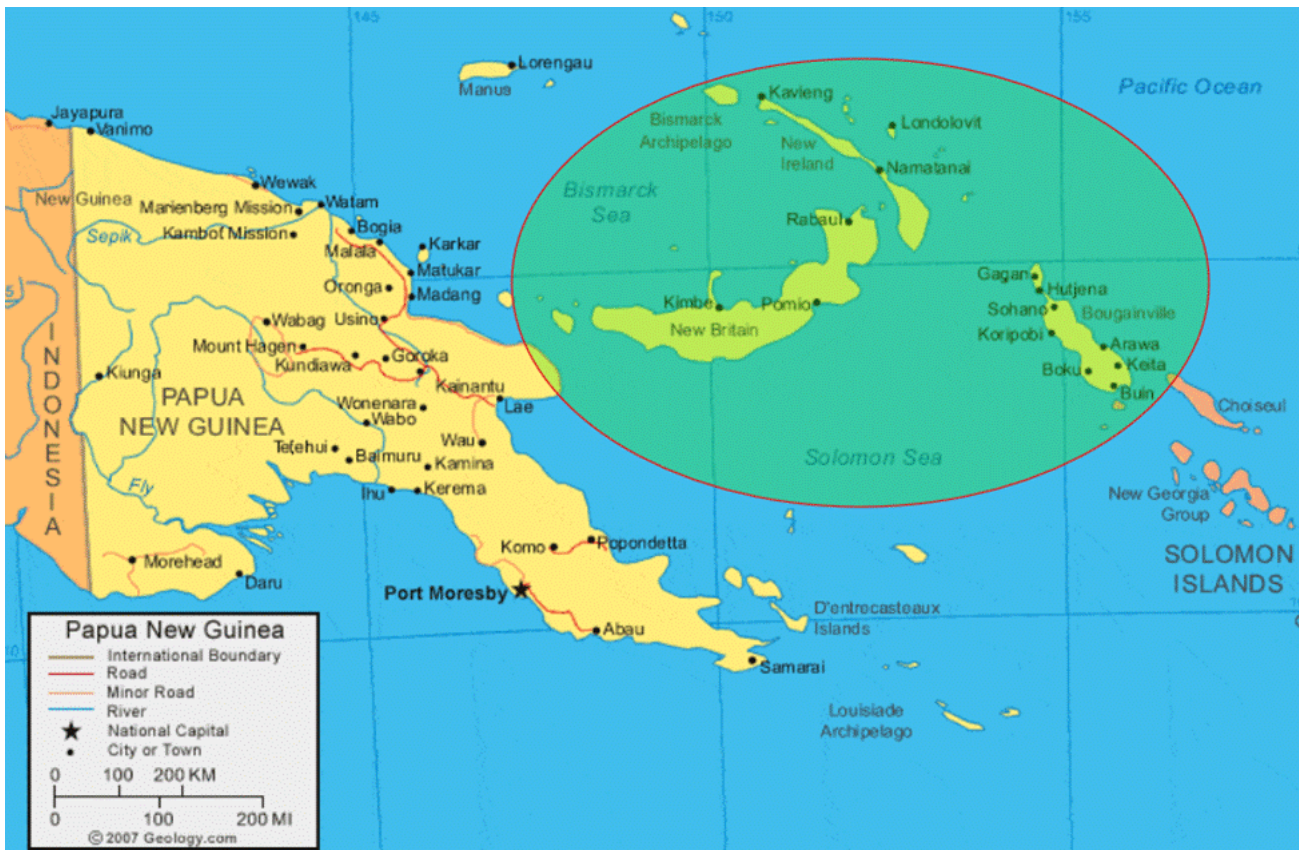 145
150
155
Lorengau
Manus
Pacific Ocean
Kavieng
Bismarck
Archipelago
New
Ireland
Londolovit
Namatanai
Jayapura
Vanimo
New Guinea
Wewak
Marienberg Mission
Watam
Sepik
Kambot Mission
Bogia
Malala
Karkar
Matukar
Oronga
Madang
Bismarck
Sea
Rabaul
Gagan
Hutjena
Sohano
Bougainville
Koripobi
Arawa
Boku
Keita
Buin
Kimbe
Pomio
New Britain
5
Wabag
Usino
Mount Hagen
Kundiawa
Goroka
Kiunga
Kainantu
PAPUA
NEW GUINEA
Wonenara
Lae
Wabo
INDONESIA
Wau
Baimuru
Kamina
Fly
Ihu
Kerema
Choiseul
Solomon Sea
New Georgia
Group
SOLOMON
ISLANDS
Morehead
Daru
Komo
Popondetta
Port Moresby
Abau
D'entrecasteaux
Islands
Samarai
Louisiade
Archipelago
10
Papua New Guinea
International Boundary
Road
Minor Road
River
National Capital
City or Town
0 100 200 KM
0 100 200 MI
© 2007 Geology.com